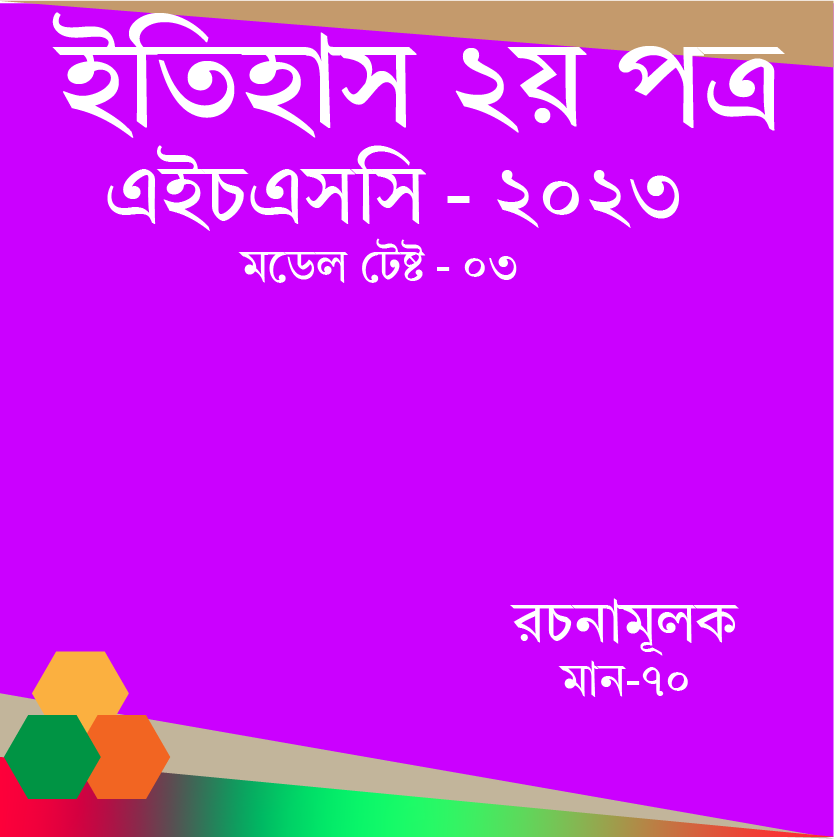 ইতিহাস ২য় পত্র
এইচএসসি - ২০২৩
মডেল টেষ্ট - ০৩
রচনামূলক
মান-৭০